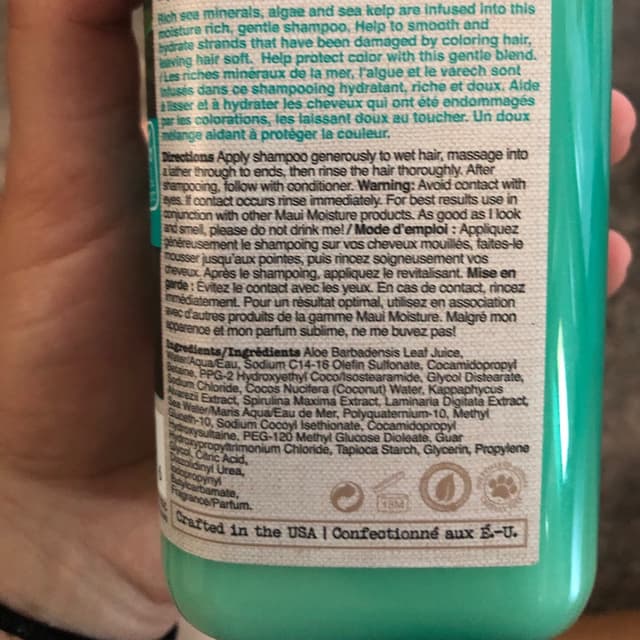 Rich sea minerals, algae and sea kelp are infused into this
moisture rich, gentle shampoo. Help to smooth and
hydrate strands that have been damaged by coloring hair,
leaving hair soft. Help protect color with this gentle blend.
/ Les riches minéraux de la mer, l'algue et le varech sont
infusés dans ce shampooing hydratant, riche et doux. Aide
à lisser et à hydrater les cheveux qui ont été endommagés
par les colorations, les laissant doux au toucher. Un doux
mélange aidant à protéger la couleur.
Directions Apply shampoo generously to wet hair, massage into
a lather through to ends, then rinse the hair thoroughly. After
shampooing, follow with conditioner. Warning: Avoid contact with
eyes. If contact occurs rinse immediately. For best results use in
conjunction with other Maui Moisture products. As good as I look
and smell, please do not drink me! / Mode d'emploi : Appliquez
généreusement le shampoing sur vos cheveux mouillés, faites-le
mousser jusqu'aux pointes, puis rincez soigneusement vos
cheveux. Après le shampoing, appliquez le revitalisant. Mise en
garde : Évitez le contact avec les yeux. En cas de contact, rincez
immédiatement. Pour un résultat optimal, utilisez en association
avec d'autres produits de la gamme Maui Moisture. Malgré mon
apparence et mon parfum sublime, ne me buvez pas!
Ingredients/Ingrédients Aloe Barbadensis Leaf Juice,
Water/Aqua/Eau, Sodium C14-16 Olefin Sulfonate, Cocamidopropyl
Betaine, PPG-2 Hydroxyethyl Coco/Isostearamide, Glycol Distearate,
Sodium Chloride, Cocos Nucifera (Coconut) Water, Kappaphycus
Alvarezii Extract, Spirulina Maxima Extract, Laminaria Digitata Extract,
Sea Water/Maris Aqua/Eau de Mer, Polyquaternium-10, Methyl
Gluceth-10, Sodium Cocoyl Isethionate, Cocamidopropyl
Hydroxysultaine, PEG-120 Methyl Glucose Dioleate, Guar
Hydroxypropyltrimonium Chloride, Tapioca Starch, Glycerin, Propylene
Glycol, Citric Acid,
Diazolidinyl Urea,
Iodopropynyl
Butylcarbamate,
Fragrance/Parfum.
18M
Crafted in the USA | Confectionné aux É.-U.